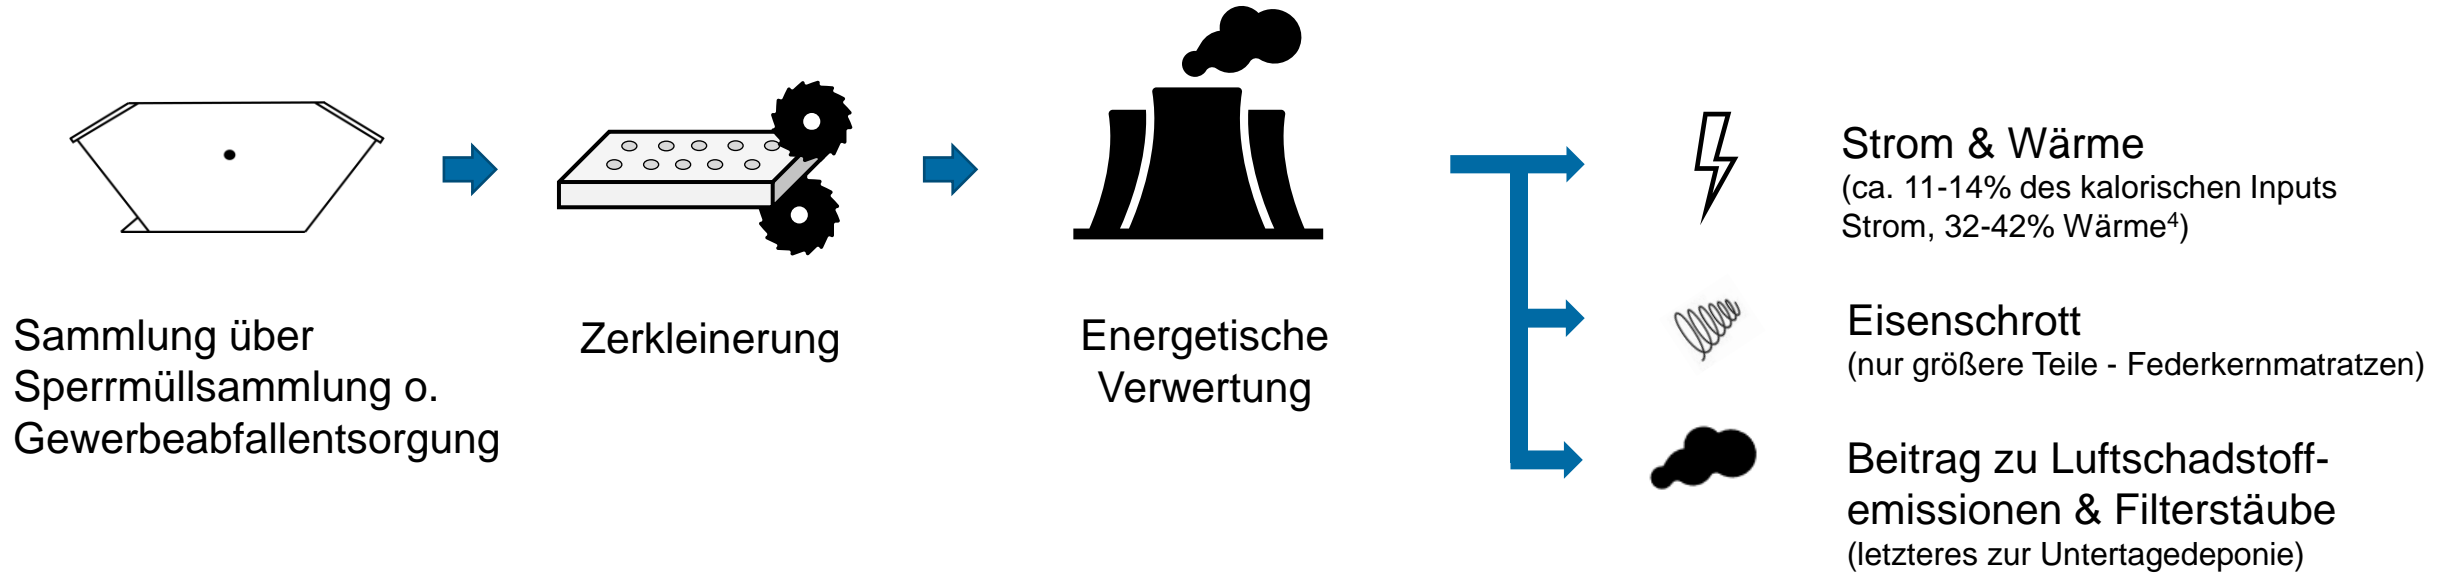 Sammlung über
Sperrmüllsammlung o.
Gewerbeabfallentsorgung
Zerkleinerung
Energetische
Verwertung
Strom & Wärme
(ca. 11-14% des kalorischen Inputs
Strom, 32-42% Wärme⁴)
Eisenschrott
(nur größere Teile - Federkernmatratzen)
Beitrag zu Luftschadstoff-
emissionen & Filterstäube
(letzteres zur Untertagedeponie)